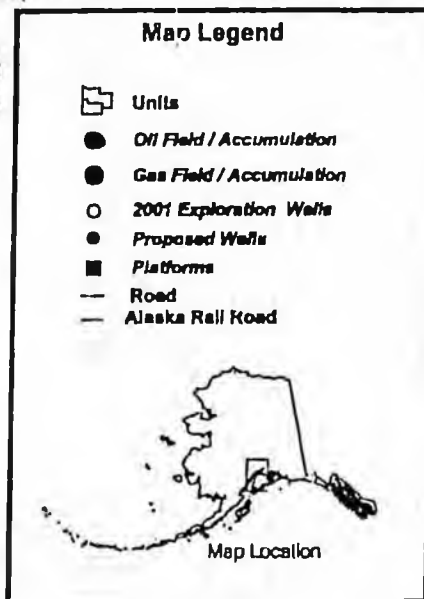 Map Legend
Units
Oil Field / Accumulation
Gas Field / Accumulation
2001 Exploration Wells
Proposed Wells
Platforms
Road
Alaska Rail Road
Map Location